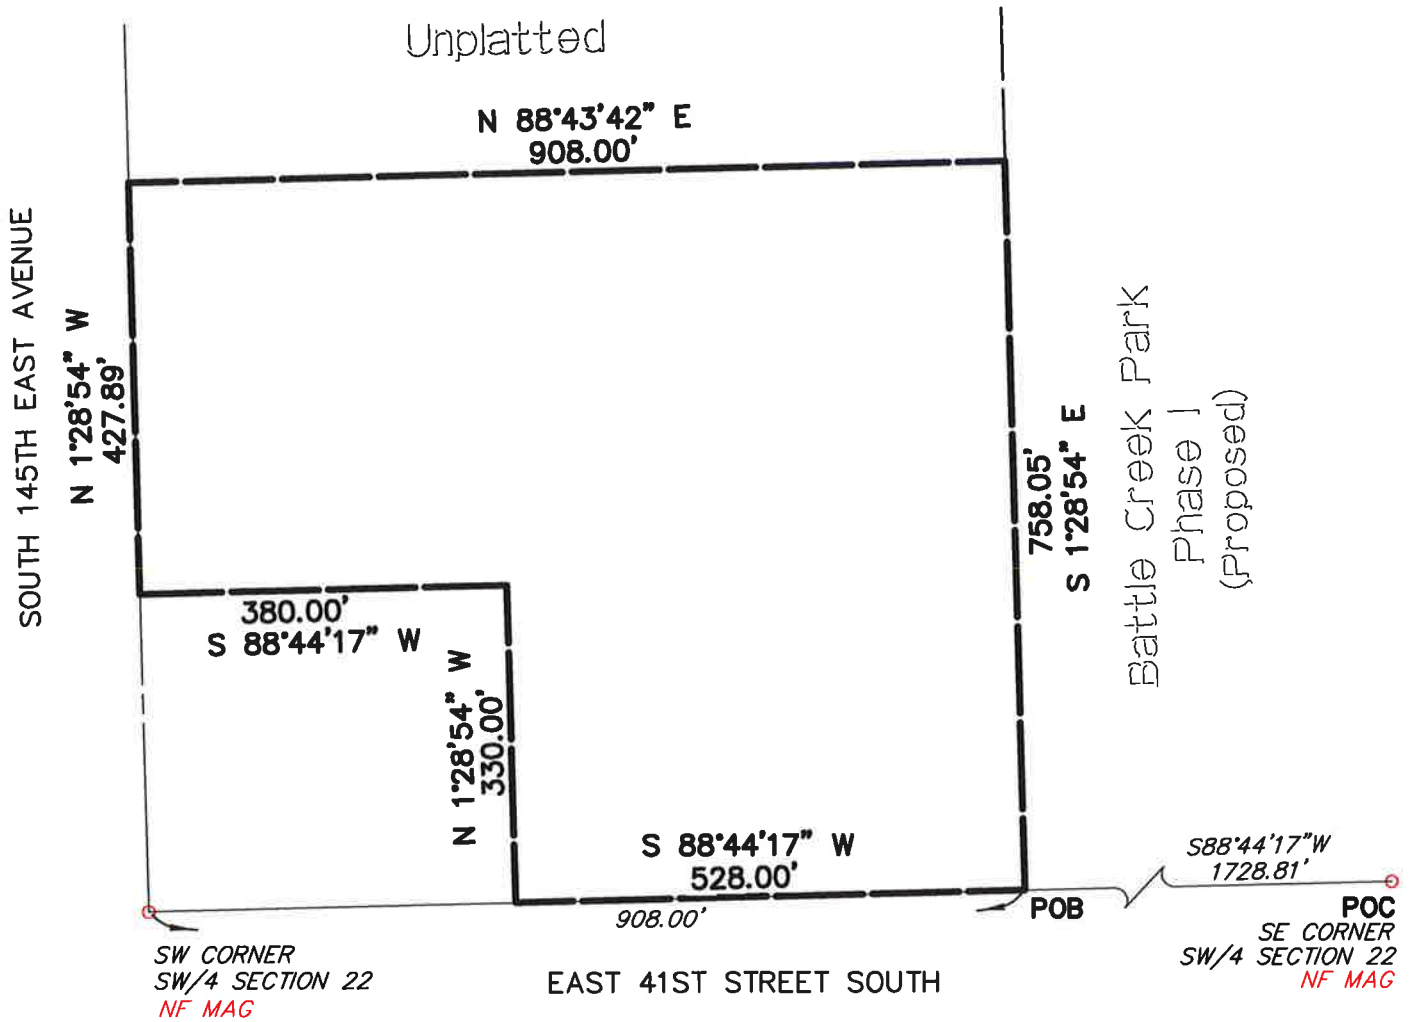 Unplatted
N 88°43'42" E
908.00'
SOUTH 145TH EAST AVENUE
N 1°28'54" W
427.89'
758.05'
S 1°28'54" E
Battle Creek Park
Phase I
(Proposed)
380.00'
S 88°44'17" W
N 1°28'54" W
330.00'
S 88°44'17" W
528.00'
908.00'
S88°44'17"W
1728.81'
POB
POC
SE CORNER
SW/4 SECTION 22
NF MAG
SW CORNER
SW/4 SECTION 22
NF MAG
EAST 41ST STREET SOUTH